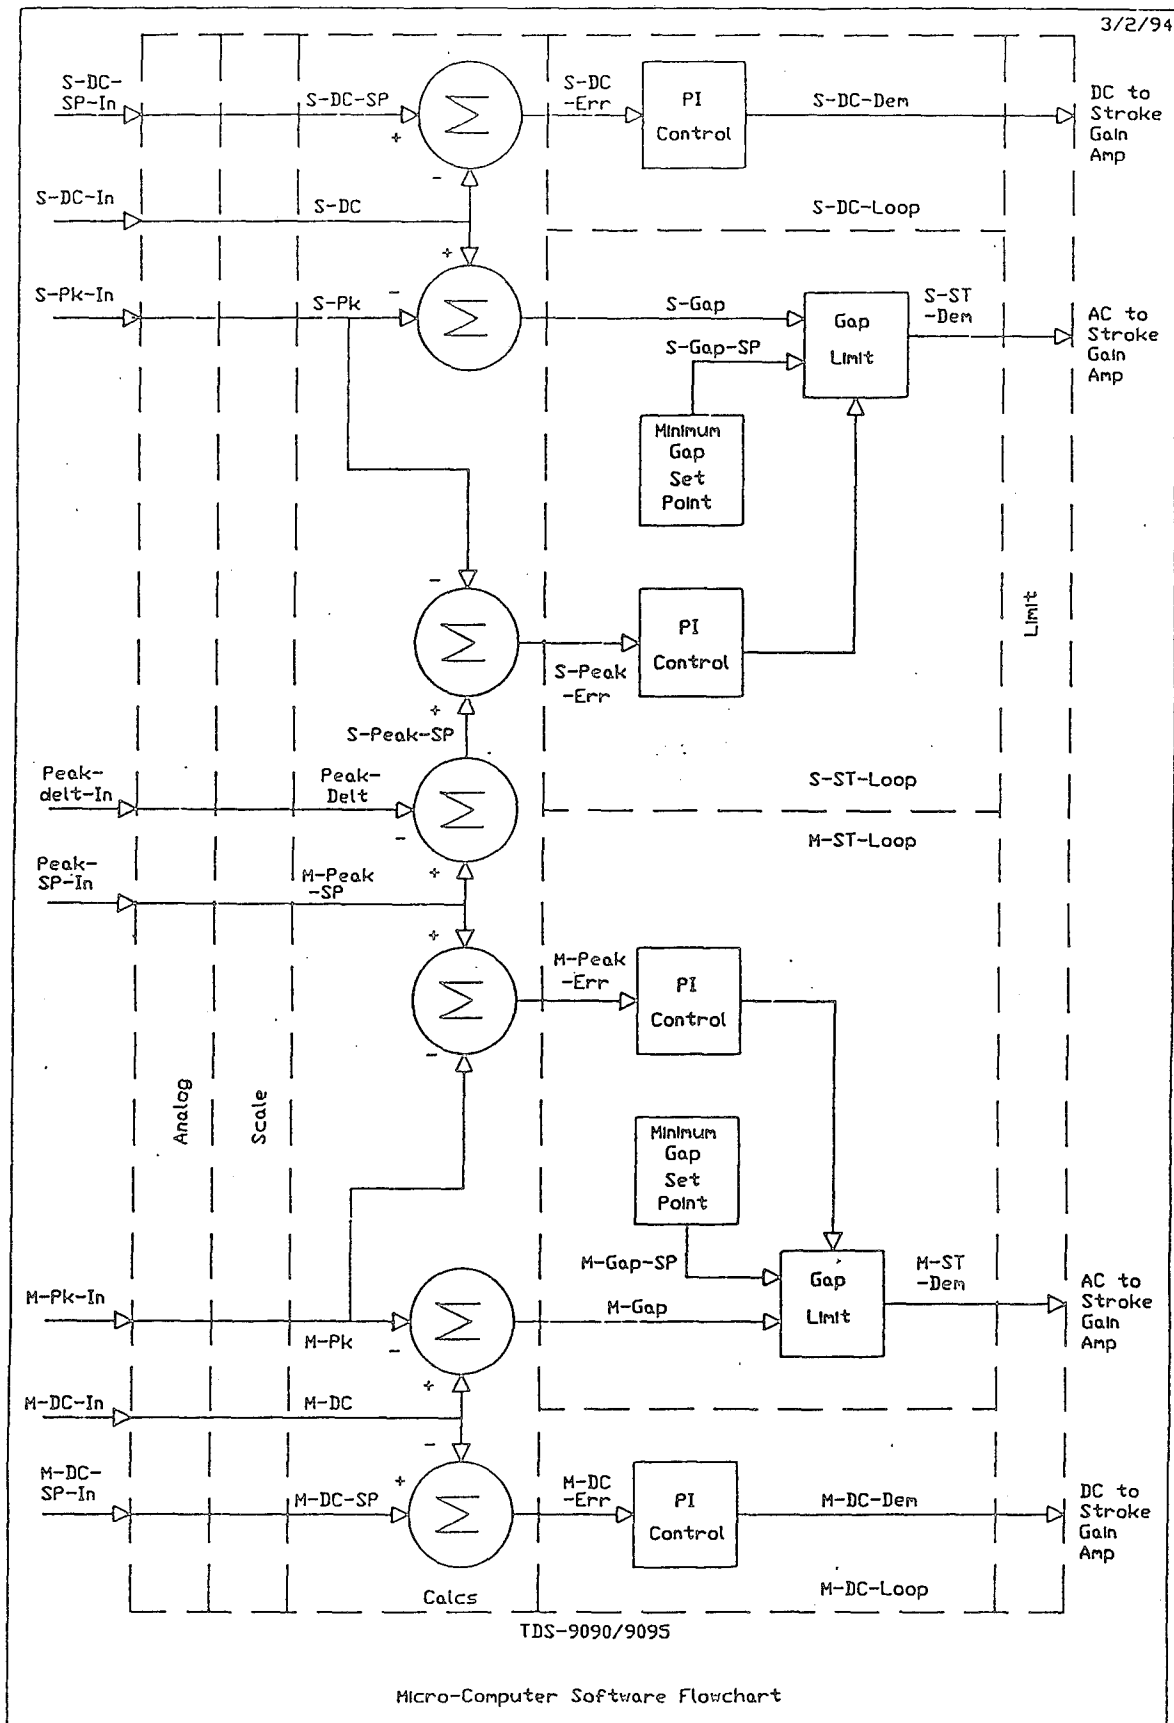 3/2/94
S-DC-
SP-In
S-DC-SP
+
-
Σ
S-DC
-Err
PI
Control
S-DC-Dem
DC to
Stroke
Gain
Amp
S-DC-In
S-DC
S-DC-Loop
+
-
Σ
S-Pk-In
S-Pk
S-Gap
S-Gap-SP
Gap
Limit
S-ST
-Dem
AC to
Stroke
Gain
Amp
Minimum
Gap
Set
Point
-
Σ
+
S-Peak
-Err
PI
Control
Limit
S-Peak-SP
Peak-
delt-In
Peak-
Delt
-
Σ
+
S-ST-Loop
M-ST-Loop
Peak-
SP-In
M-Peak
-SP
+
Σ
-
M-Peak
-Err
PI
Control
Analog
Scale
Minimum
Gap
Set
Point
M-Gap-SP
Gap
Limit
M-ST
-Dem
AC to
Stroke
Gain
Amp
M-Pk-In
M-Pk
-
Σ
+
M-Gap
M-DC-In
M-DC
-
+
Σ
M-DC-
SP-In
M-DC-SP
M-DC
-Err
PI
Control
M-DC-Dem
DC to
Stroke
Gain
Amp
Calcs
M-DC-Loop
TDS-9090/9095
Micro-Computer Software Flowchart